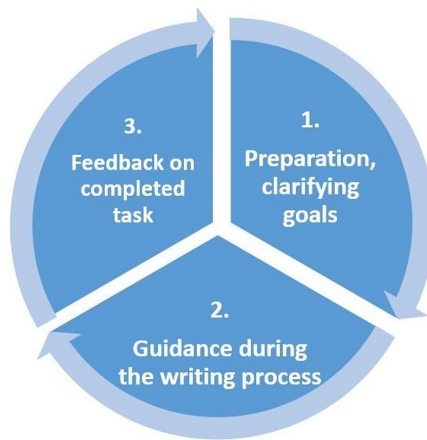 1.
Preparation,
clarifying
goals
2.
Guidance during
the writing process
3.
Feedback on
completed
task